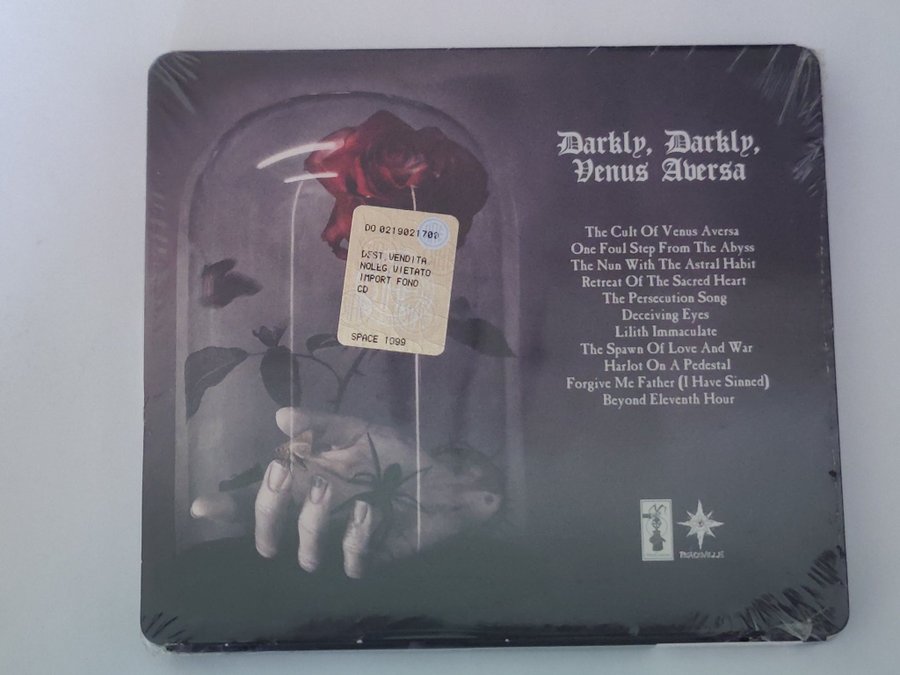 Darkly, Darkly,
Venus Aversa
The Cult Of Venus Aversa
One Foul Step From The Abyss
The Nun With The Astral Habit
Retreat Of The Sacred Heart
The Persecution Song
Deceiving Eyes
Lilith Immaculate
The Spawn Of Love And War
Harlot On A Pedestal
Forgive Me Father (I Have Sinned)
Beyond Eleventh Hour
DO 0219021702
DEST.VENDITA
NOLEG.VIETATO
IMPORT FONO
CD
SPACE 1099
PEACEVILLE